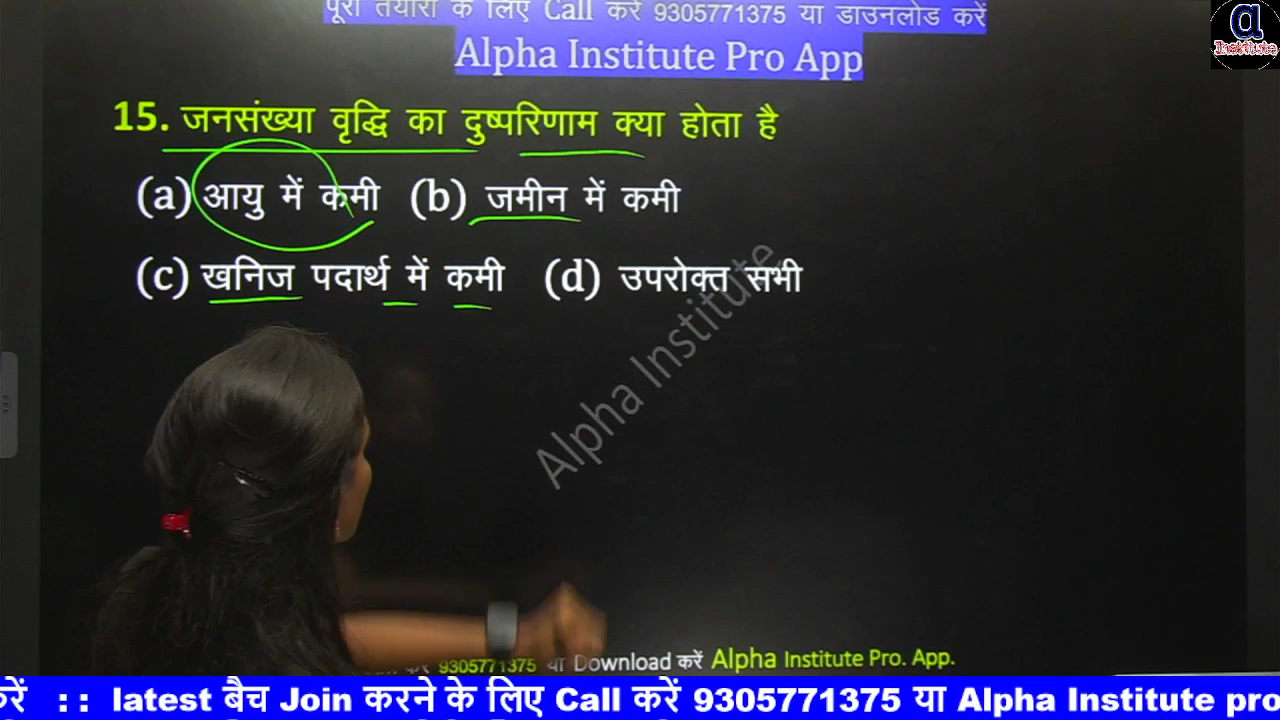 पूरी तैयारी के लिए Call करें 9305771375 या डाउनलोड करें
Alpha Institute Pro App
α
Institute
15. जनसंख्या वृद्धि का दुष्परिणाम क्या होता है
(a) आयु में कमी (b) जमीन में कमी
(c) खनिज पदार्थ में कमी (d) उपरोक्त सभी
Alpha Institute
करें 9305771375 या Download करें Alpha Institute Pro. App.
करें :: latest बैच Join करने के लिए Call करें 9305771375 या Alpha Institute pro